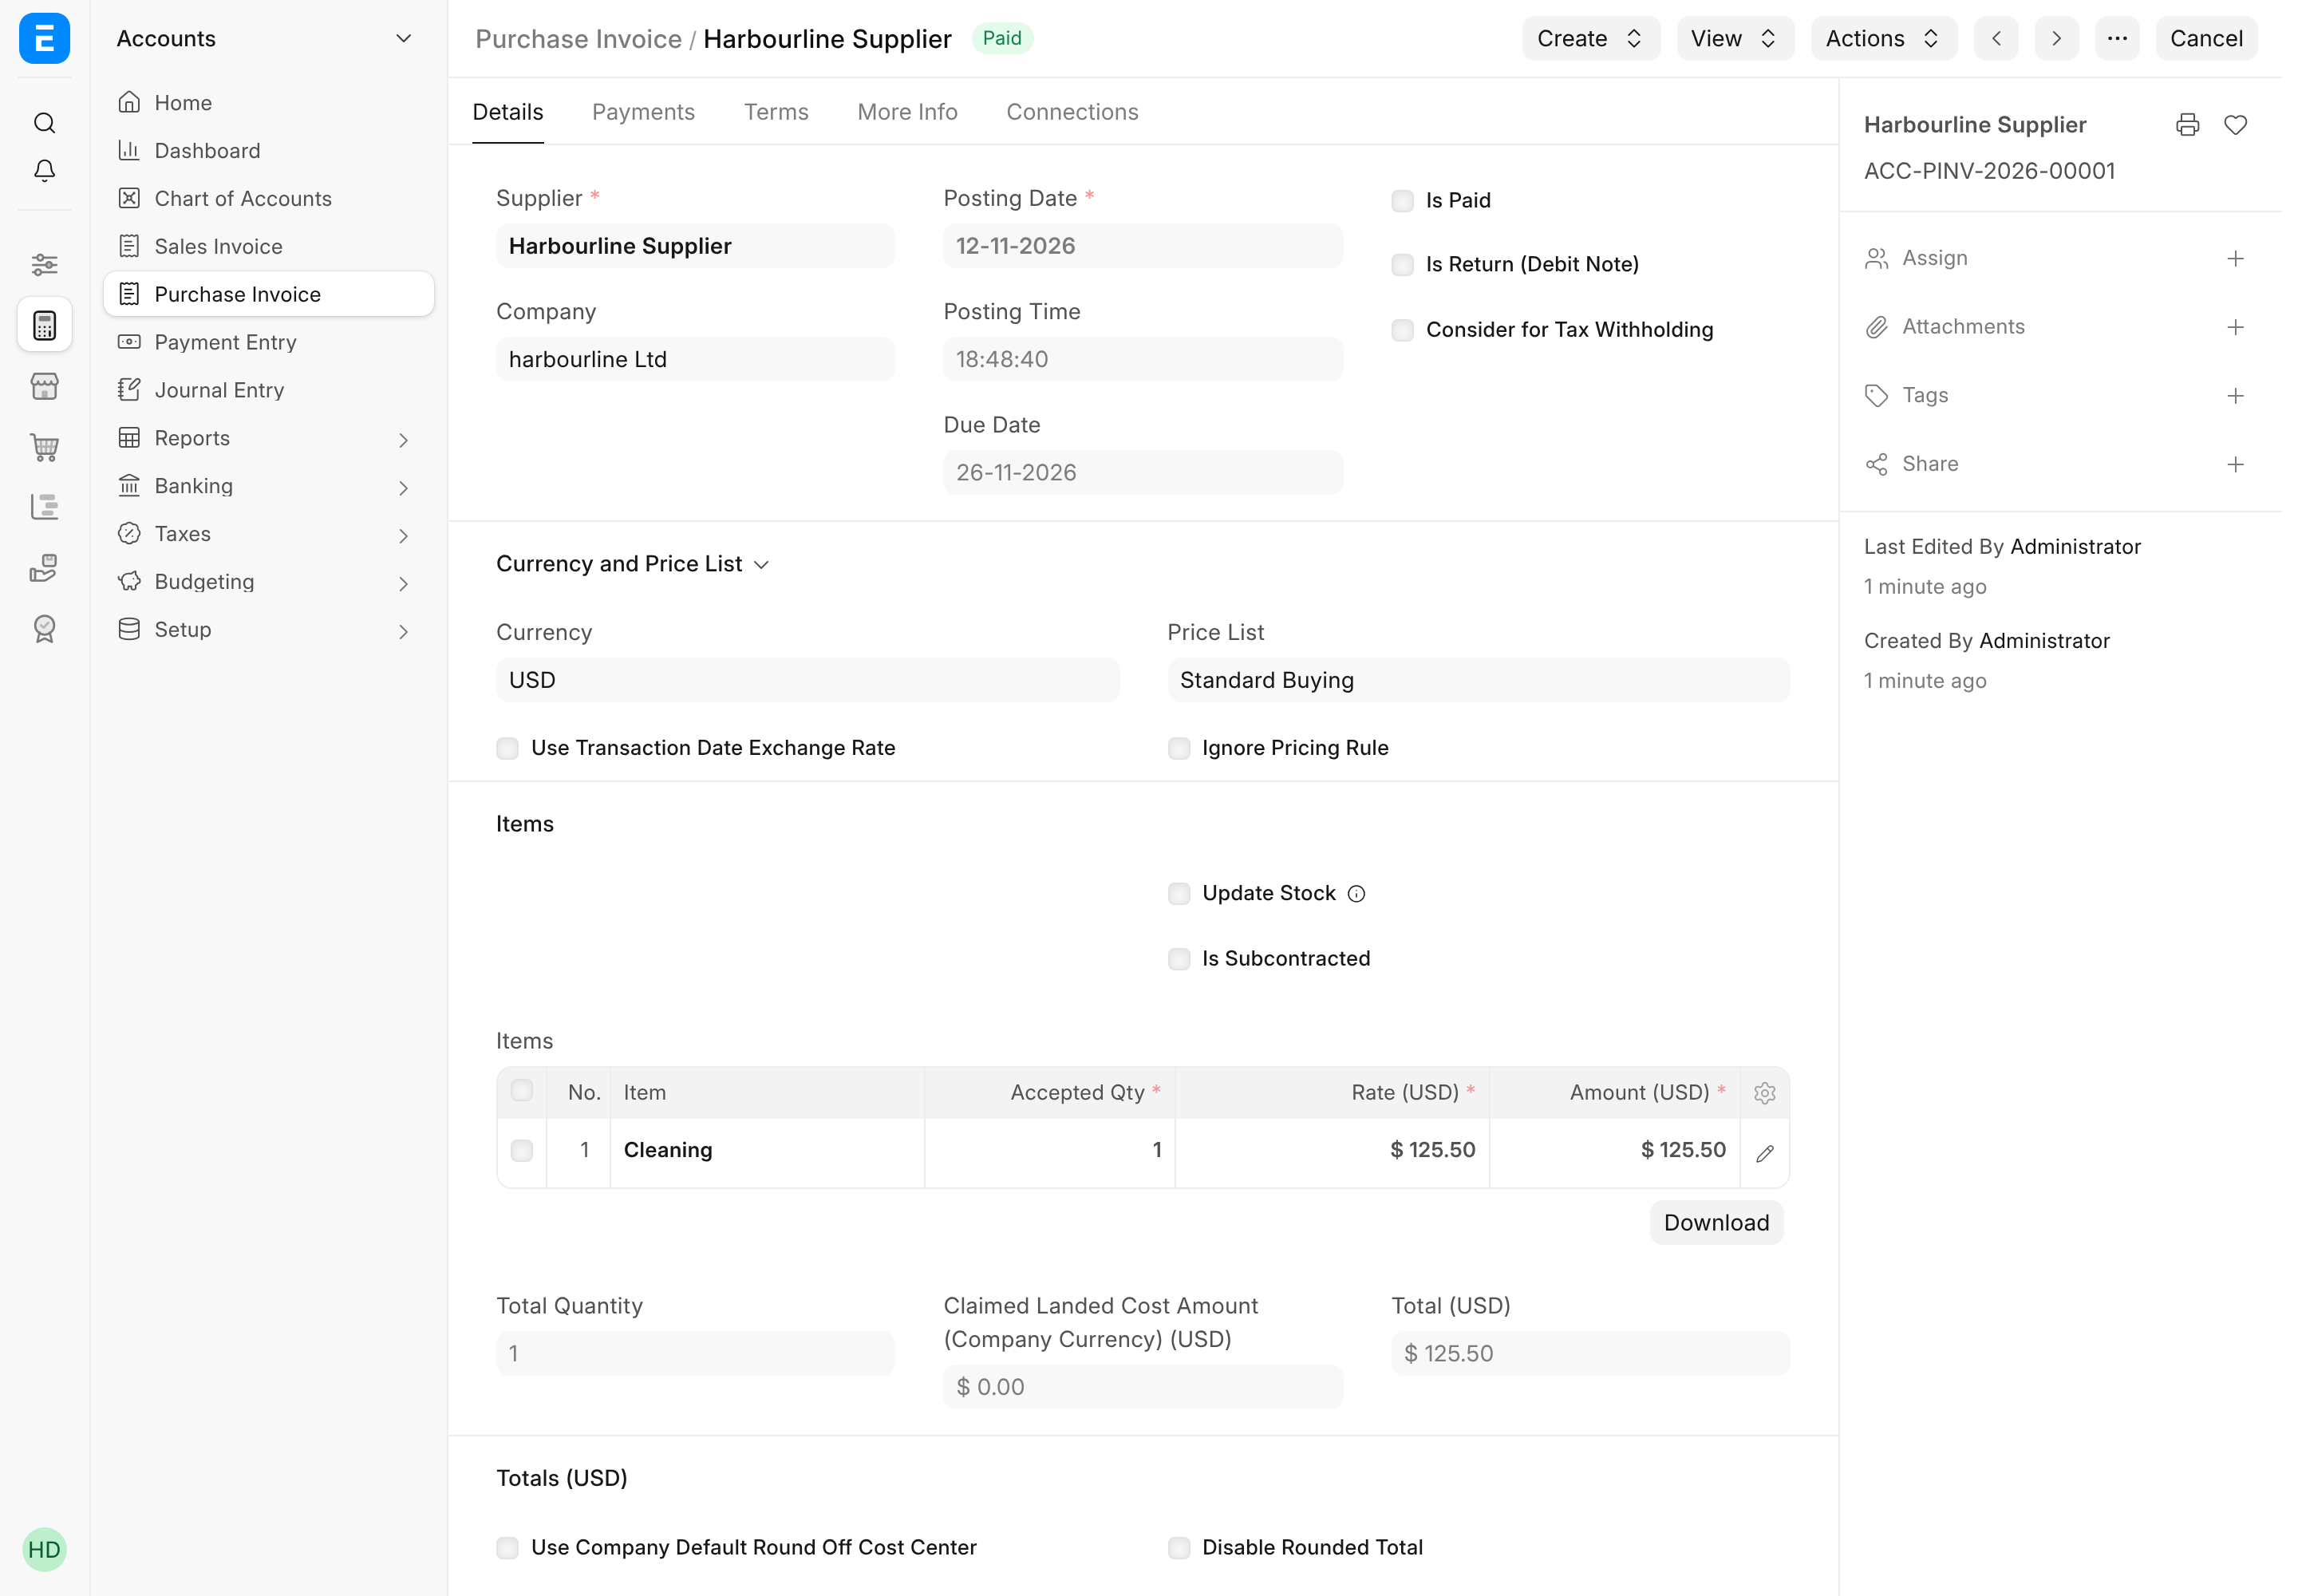 Accounts
Home
Dashboard
Chart of Accounts
Sales Invoice
Purchase Invoice
Payment Entry
Journal Entry
Reports
Banking
Taxes
Budgeting
Setup
HD
Purchase Invoice / Harbourline Supplier Paid
Create View Actions ··· Cancel
Details Payments Terms More Info Connections
Supplier *
Harbourline Supplier
Company
harbourline Ltd
Posting Date *
12-11-2026
Posting Time
18:48:40
Due Date
26-11-2026
Is Paid
Is Return (Debit Note)
Consider for Tax Withholding
Currency and Price List
Currency
USD
Use Transaction Date Exchange Rate
Price List
Standard Buying
Ignore Pricing Rule
Items
Update Stock
Is Subcontracted
Items
No. Item Accepted Qty * Rate (USD) * Amount (USD) *
1 Cleaning 1 $ 125.50 $ 125.50
Download
Total Quantity
1
Claimed Landed Cost Amount
(Company Currency) (USD)
$ 0.00
Total (USD)
$ 125.50
Totals (USD)
Use Company Default Round Off Cost Center
Disable Rounded Total
Harbourline Supplier
ACC-PINV-2026-00001
Assign
Attachments
Tags
Share
Last Edited By Administrator
1 minute ago
Created By Administrator
1 minute ago